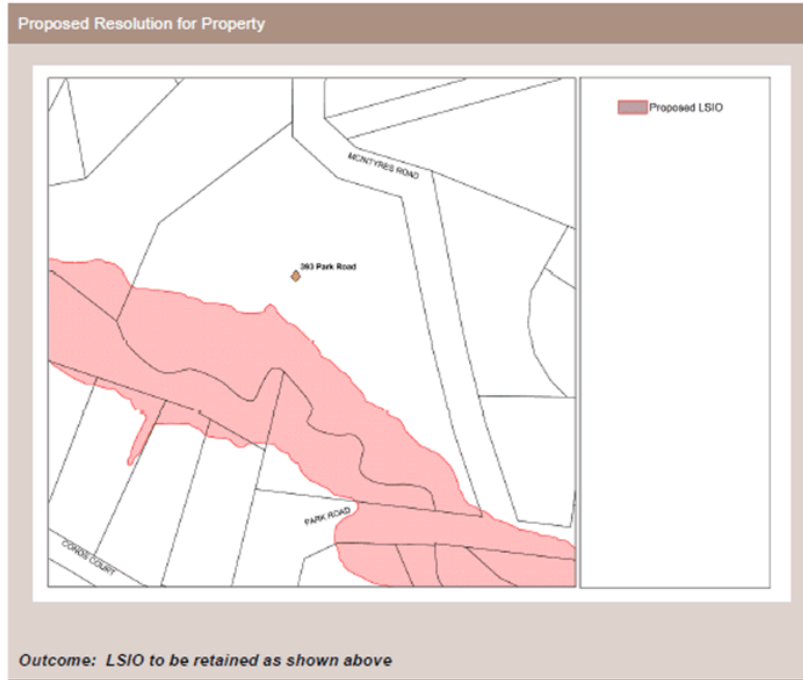 Proposed Resolution for Property
Proposed LSIO
MCINTYRES ROAD
393 Park Road
PARK ROAD
CONOS COURT
Outcome: LSIO to be retained as shown above